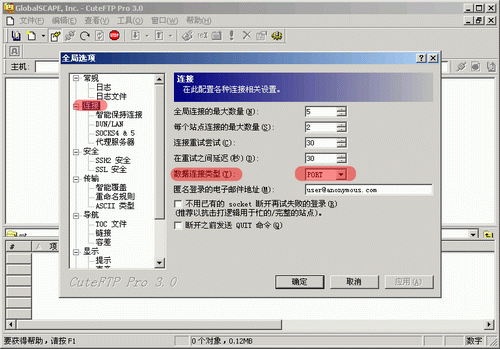 GlobalSCAPE, Inc. - CuteFTP Pro 3.0
文件(F) 编辑(E) 查看(V) 工具(O) 窗口(W) 帮助(H)
主机:
全局选项
常规
日志
日志文件
连接
智能保持连接
DUN/LAN
SOCKS4 & 5
代理服务器
安全
SSH2 安全
SSL 安全
传输
智能覆盖
重命名规则
ASCII 类型
导航
TOC 文件
链接
容差
显示
提示
连接
在此配置各种连接相关设置。
全局连接的最大数量(N): 5
每个站点连接的最大数量(S): 2
连接重试尝试(C): 30
在重试之间延迟(秒)(D): 30
数据连接类型(T): PORT
匿名登录的电子邮件地址(M): user@anonymous.com
不用已有的 socket 断开再试失败的登录(R)
(推荐以抗击打逻辑用于忙的/完整的站点)。
断开之前发送 QUIT 命令(Q)
CuteFTP Pro 3.0
确定 取消 应用(A)
# 项目
要获得帮助，请按 F1 0 个对象，0.12MB 数字